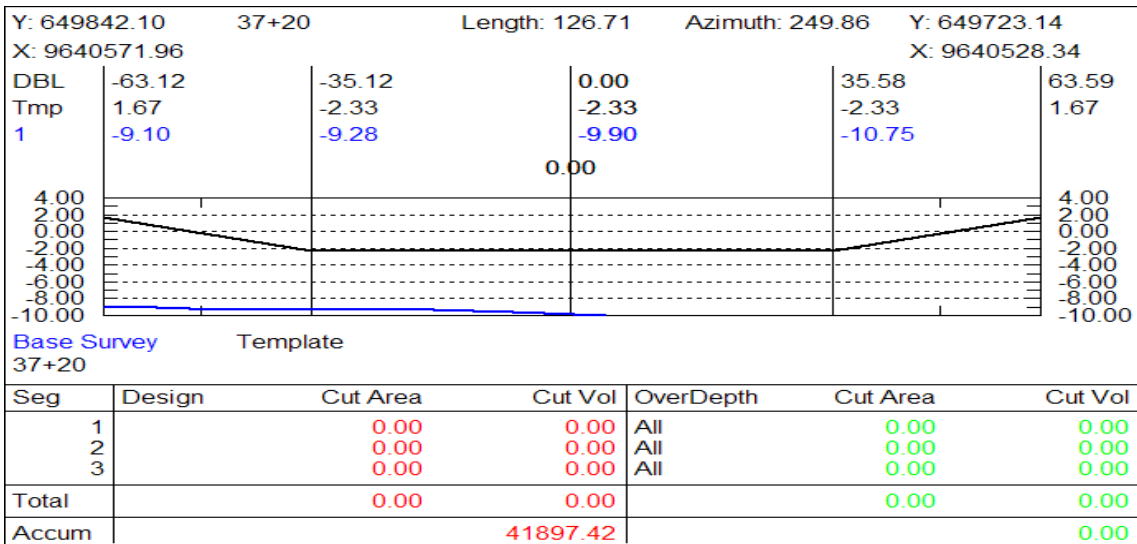 Y: 649842.10 37+20 Length: 126.71 Azimuth: 249.86 Y: 649723.14
X: 9640571.96 X: 9640528.34
DBL -63.12 -35.12 0.00 35.58 63.59
Tmp 1.67 -2.33 -2.33 -2.33 1.67
1 -9.10 -9.28 -9.90 -10.75
0.00
4.00 4.00
2.00 2.00
0.00 0.00
-2.00 -2.00
-4.00 -4.00
-6.00 -6.00
-8.00 -8.00
-10.00 -10.00
Base Survey Template
37+20
Seg Design Cut Area Cut Vol OverDepth Cut Area Cut Vol
1 0.00 0.00 All 0.00 0.00
2 0.00 0.00 All 0.00 0.00
3 0.00 0.00 All 0.00 0.00
Total 0.00 0.00 0.00 0.00
Accum 41897.42 0.00